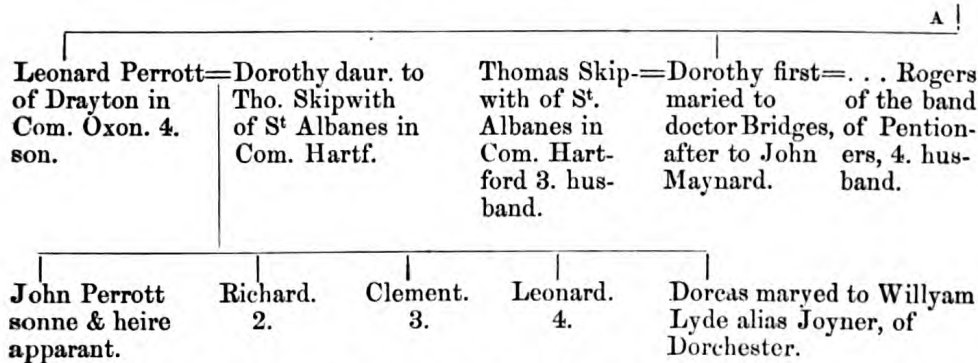 A
Leonard Perrott=Dorothy daur. to
of Drayton in Tho. Skipwith
Com. Oxon. 4. of Sᵗ Albanes in
son. Com. Hartf.
Thomas Skip-=Dorothy first=. . . Rogers
with of Sᵗ. maried to of the band
Albanes in doctor Bridges, of Pention-
Com. Hart- after to John ers, 4. hus-
ford 3. hus- Maynard. band.
band.
John Perrott
sonne & heire
apparant.
Richard.
2.
Clement.
3.
Leonard.
4.
Dorcas maryed to Willyam
Lyde alias Joyner, of
Dorchester.